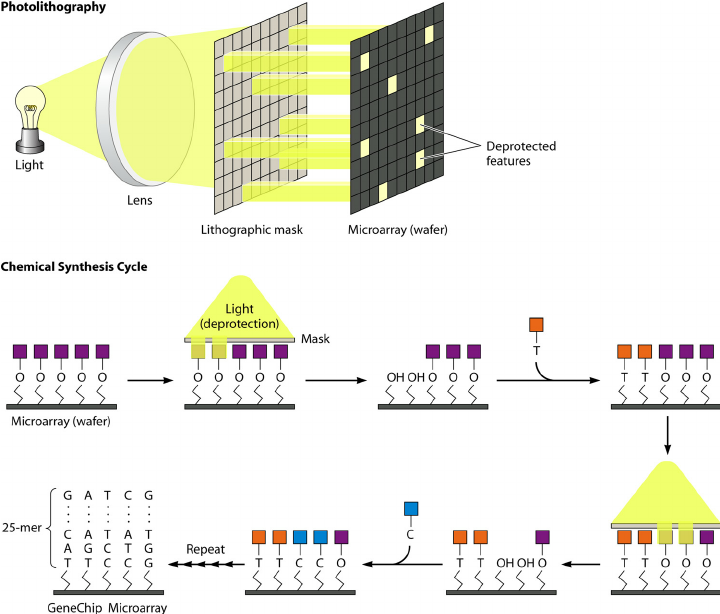 Photolithography
Light
Lens
Lithographic mask
Microarray (wafer)
Deprotected
features
Chemical Synthesis Cycle
Light
(deprotection)
Mask
O O O O O
Microarray (wafer)
O O O O O
OH OH O O O
T
T T O O O
T T O O O
T T OH OH O
C
T T C C O
Repeat
25-mer
G A T C G
C A T A T
A G C T G
T T C C G
GeneChip Microarray